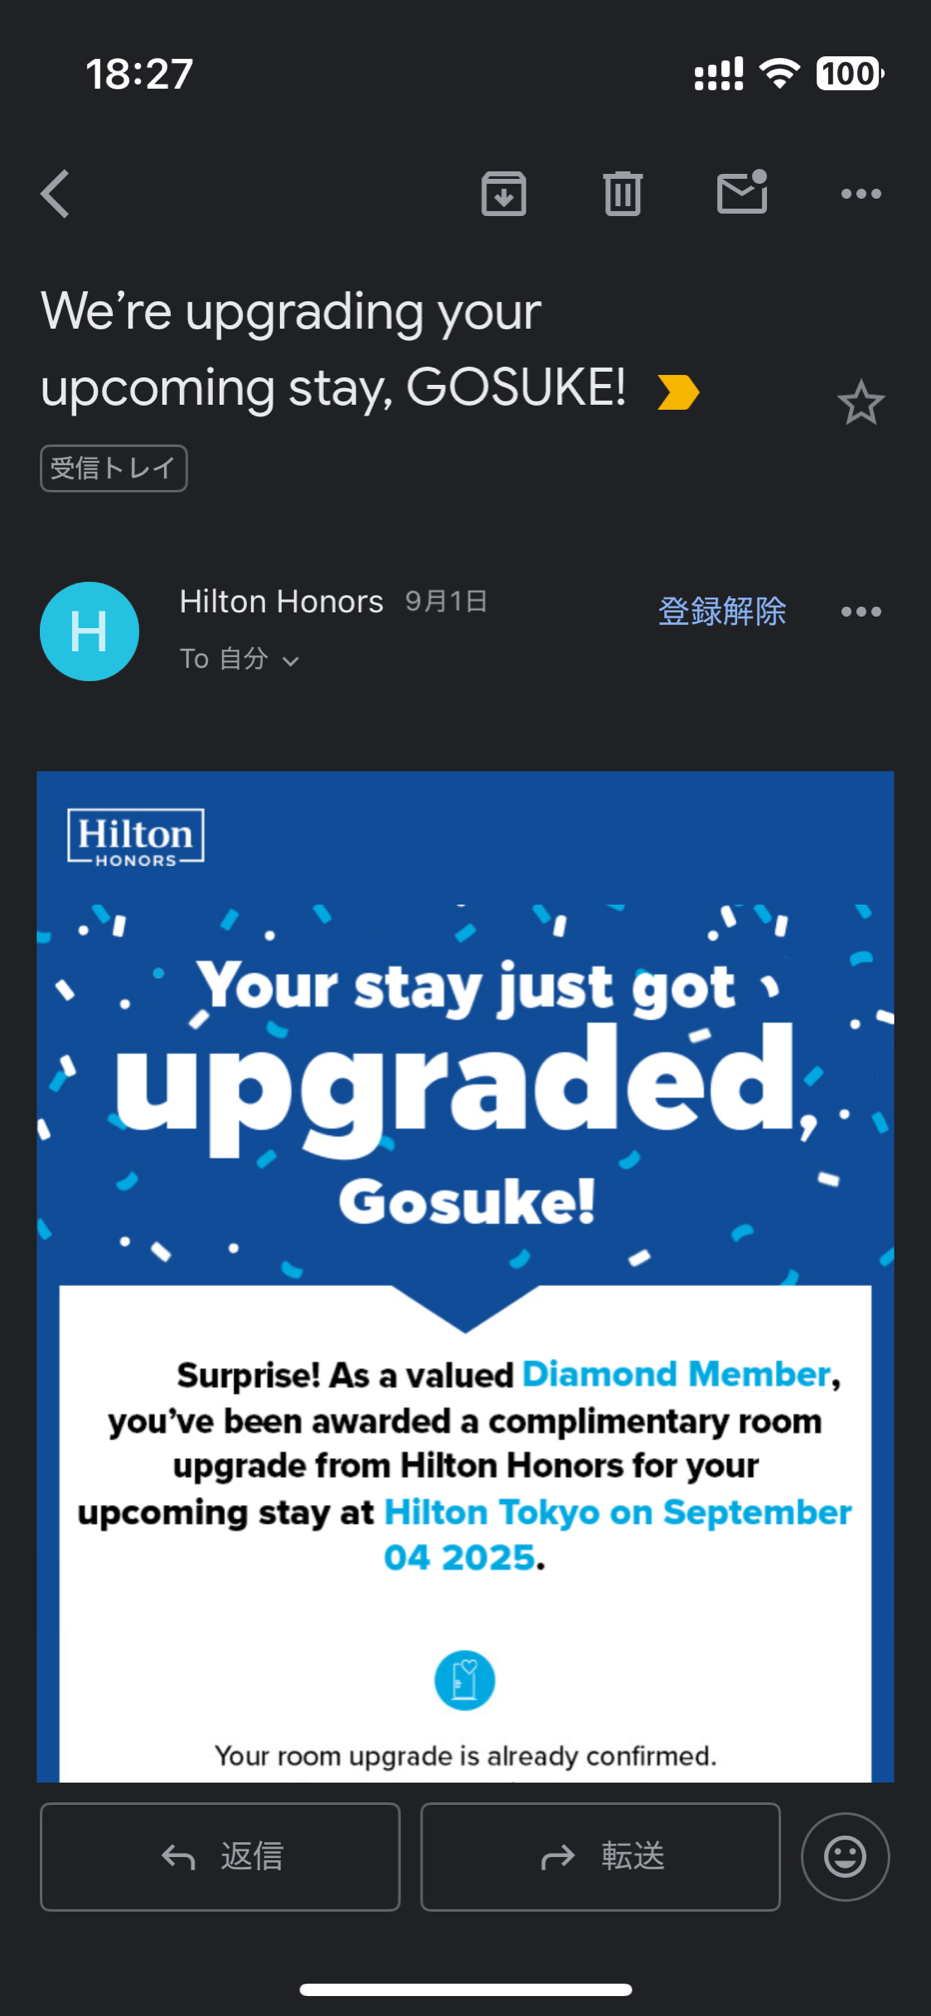 18:27
100
We’re upgrading your
upcoming stay, GOSUKE!
受信トレイ
H
Hilton Honors 9月1日
登録解除
To 自分
Hilton
HONORS
Your stay just got
upgraded,
Gosuke!
Surprise! As a valued Diamond Member,
you’ve been awarded a complimentary room
upgrade from Hilton Honors for your
upcoming stay at Hilton Tokyo on September
04 2025.
Your room upgrade is already confirmed.
返信
転送